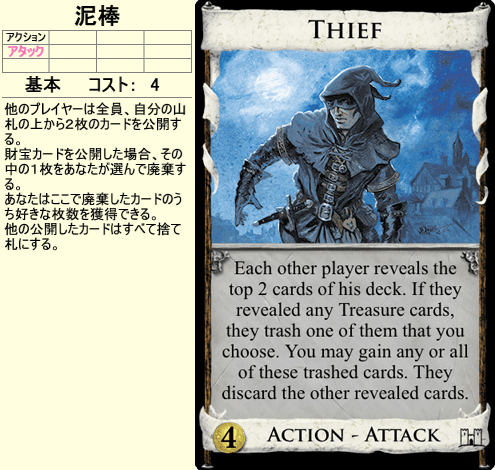 泥棒
アクション
アタック
基本 コスト： 4
他のプレイヤーは全員、自分の山
札の上から２枚のカードを公開す
る。
財宝カードを公開した場合、その
中の１枚をあなたが選んで廃棄す
る。
あなたはここで廃棄したカードのう
ち好きな枚数を獲得できる。
他の公開したカードはすべて捨て
札にする。
THIEF
Each other player reveals the
top 2 cards of his deck. If they
revealed any Treasure cards,
they trash one of them that you
choose. You may gain any or all
of these trashed cards. They
discard the other revealed cards.
4 ACTION - ATTACK